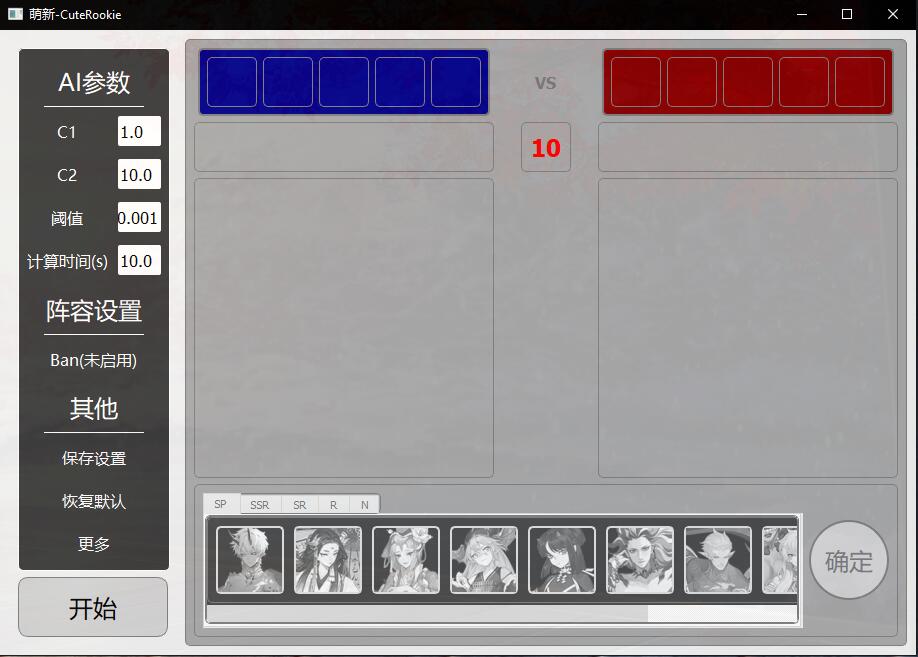 萌新-CuteRookie
AI参数
C1 1.0
C2 10.0
阈值 0.001
计算时间(s) 10.0
阵容设置
Ban(未启用)
其他
保存设置
恢复默认
更多
开始
VS
10
SP SSR SR R N
确定